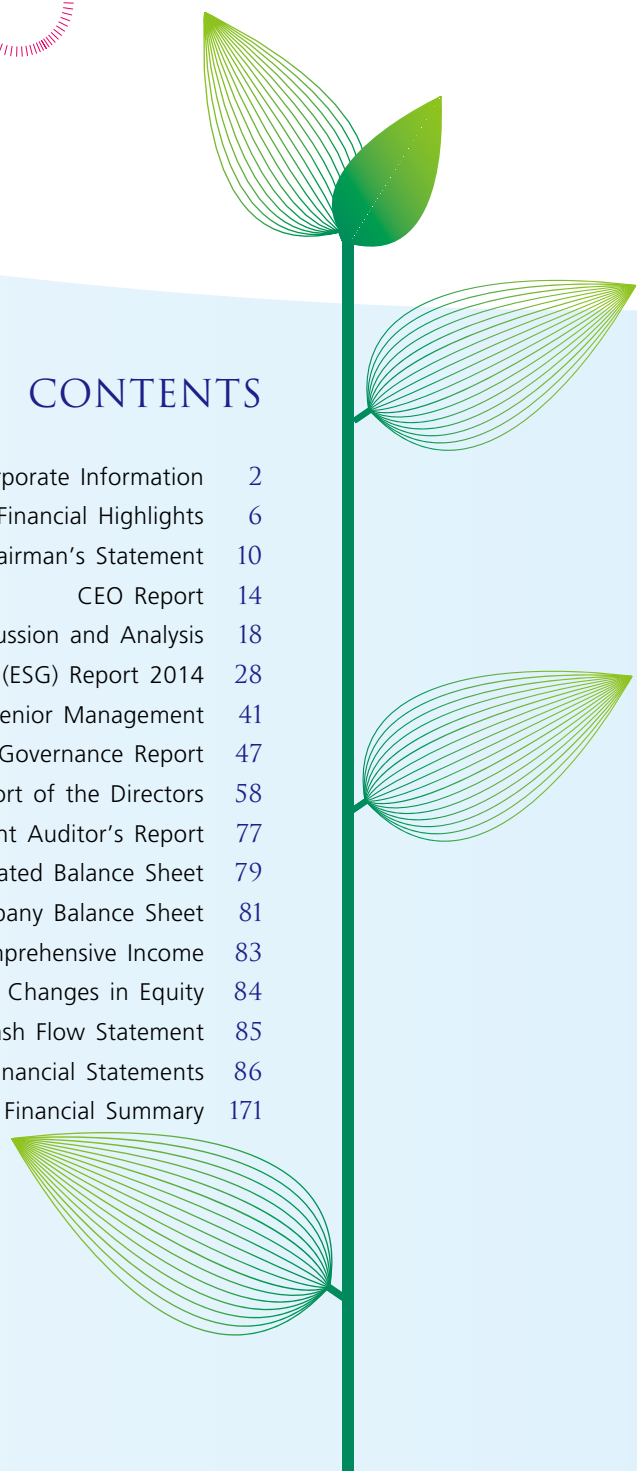 CONTENTS
rporate Information 2
Financial Highlights 6
airman's Statement 10
CEO Report 14
ussion and Analysis 18
(ESG) Report 2014 28
enior Management 41
Governance Report 47
ort of the Directors 58
nt Auditor's Report 77
ated Balance Sheet 79
pany Balance Sheet 81
mprehensive Income 83
Changes in Equity 84
ash Flow Statement 85
inancial Statements 86
Financial Summary 171